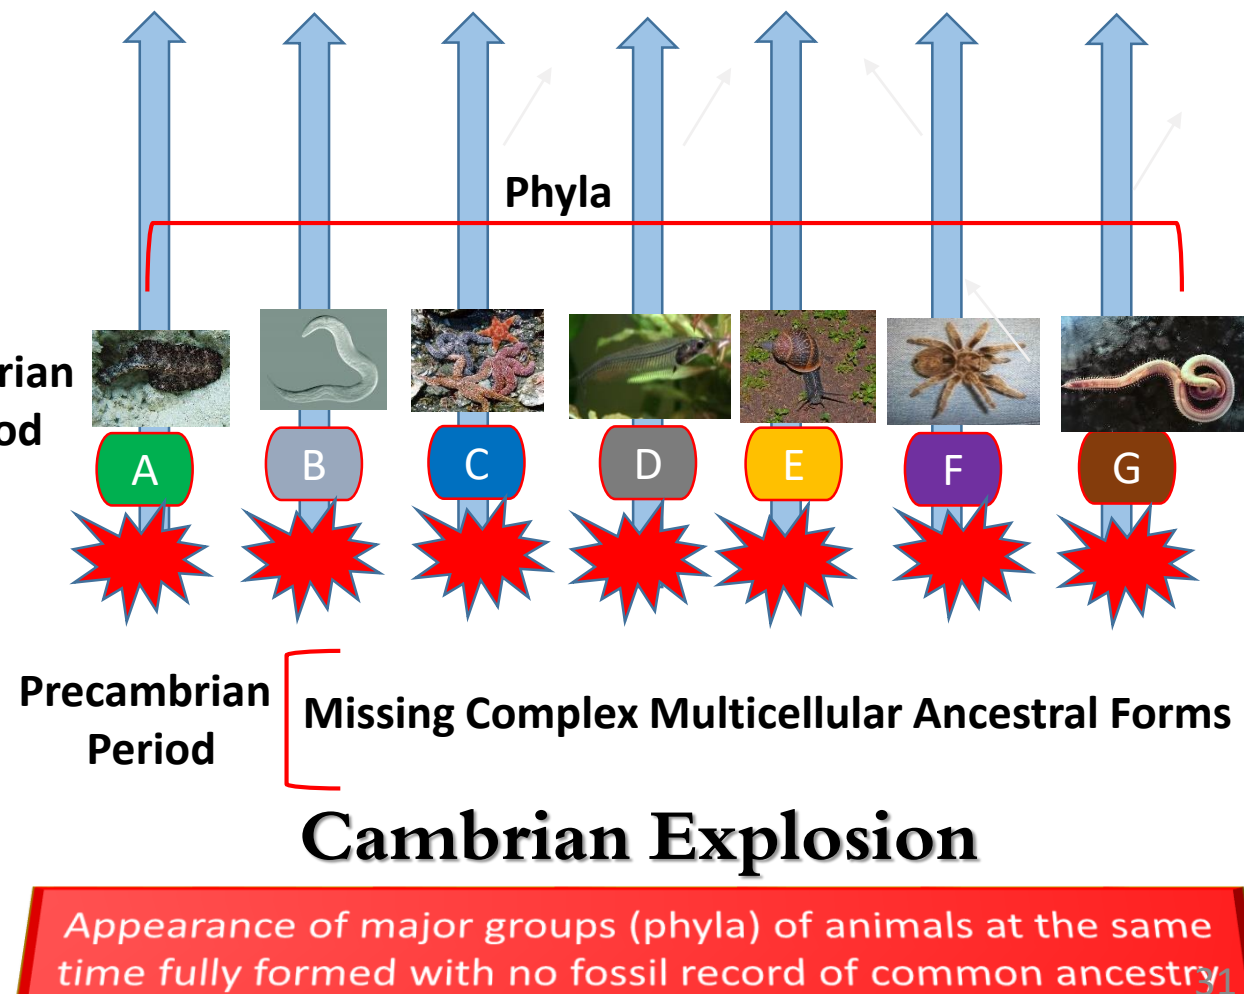 Phyla
rian
od
A
B
C
D
E
F
G
Precambrian
Period
Missing Complex Multicellular Ancestral Forms
Cambrian Explosion
Appearance of major groups (phyla) of animals at the same
time fully formed with no fossil record of common ancestry
31